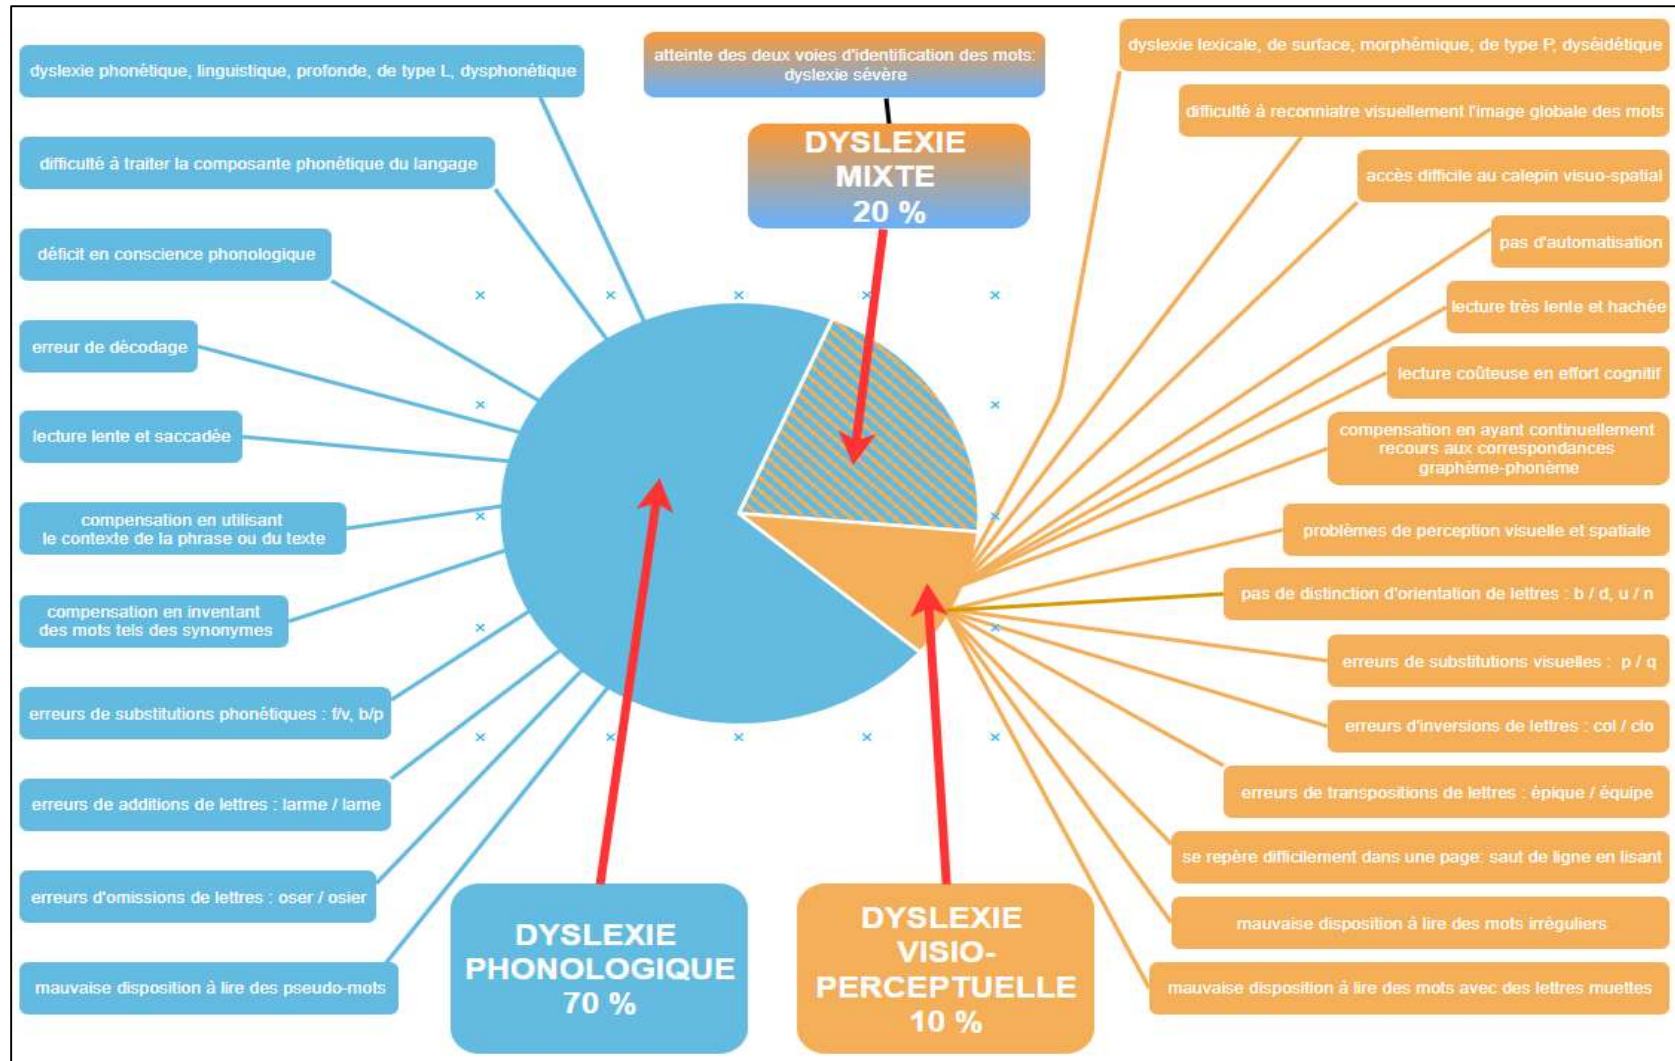 dyslexie phonétique, linguistique, profonde, de type L, dysphonétique
difficulté à traiter la composante phonétique du langage
déficit en conscience phonologique
erreur de décodage
lecture lente et saccadée
compensation en utilisant
le contexte de la phrase ou du texte
compensation en inventant
des mots tels des synonymes
erreurs de substitutions phonétiques : f/v, b/p
erreurs de additions de lettres : larme / lame
erreurs d'omissions de lettres : oser / osier
mauvaise disposition à lire des pseudo-mots
atteinte des deux voies d'identification des mots:
dyslexie sévère
DYSLEXIE
MIXTE
20 %
DYSLEXIE
PHONOLOGIQUE
70 %
DYSLEXIE
VISIO-
PERCEPTUELLE
10 %
dyslexie lexicale, de surface, morphémique, de type P, dyséidétique
difficulté à reconniatre visuellement l'image globale des mots
accès difficile au calepin visuo-spatial
pas d'automatisation
lecture très lente et hachée
lecture coûteuse en effort cognitif
compensation en ayant continuellement
recours aux correspondances
graphème-phonème
problèmes de perception visuelle et spatiale
pas de distinction d'orientation de lettres : b / d, u / n
erreurs de substitutions visuelles : p / q
erreurs d'inversions de lettres : col / clo
erreurs de transpositions de lettres : épique / équipe
se repère difficilement dans une page: saut de ligne en lisant
mauvaise disposition à lire des mots irréguliers
mauvaise disposition à lire des mots avec des lettres muettes